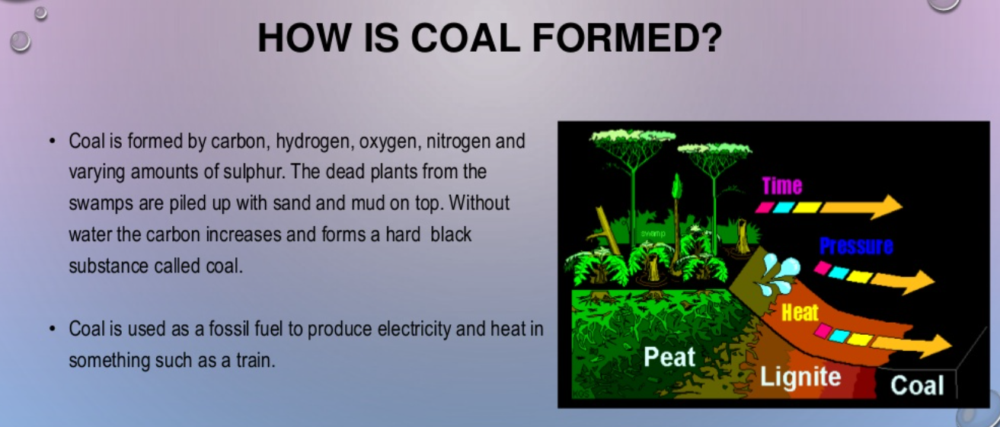 HOW IS COAL FORMED?
• Coal is formed by carbon, hydrogen, oxygen, nitrogen and
varying amounts of sulphur. The dead plants from the
swamps are piled up with sand and mud on top. Without
water the carbon increases and forms a hard  black
substance called coal.
• Coal is used as a fossil fuel to produce electricity and heat in
something such as a train.
Time
swamp
Pressure
Heat
Peat
Lignite
Coal
KGS